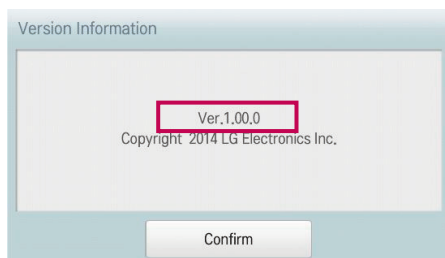 Version Information
Ver.1.00.0
Copyright 2014 LG Electronics Inc.
Confirm